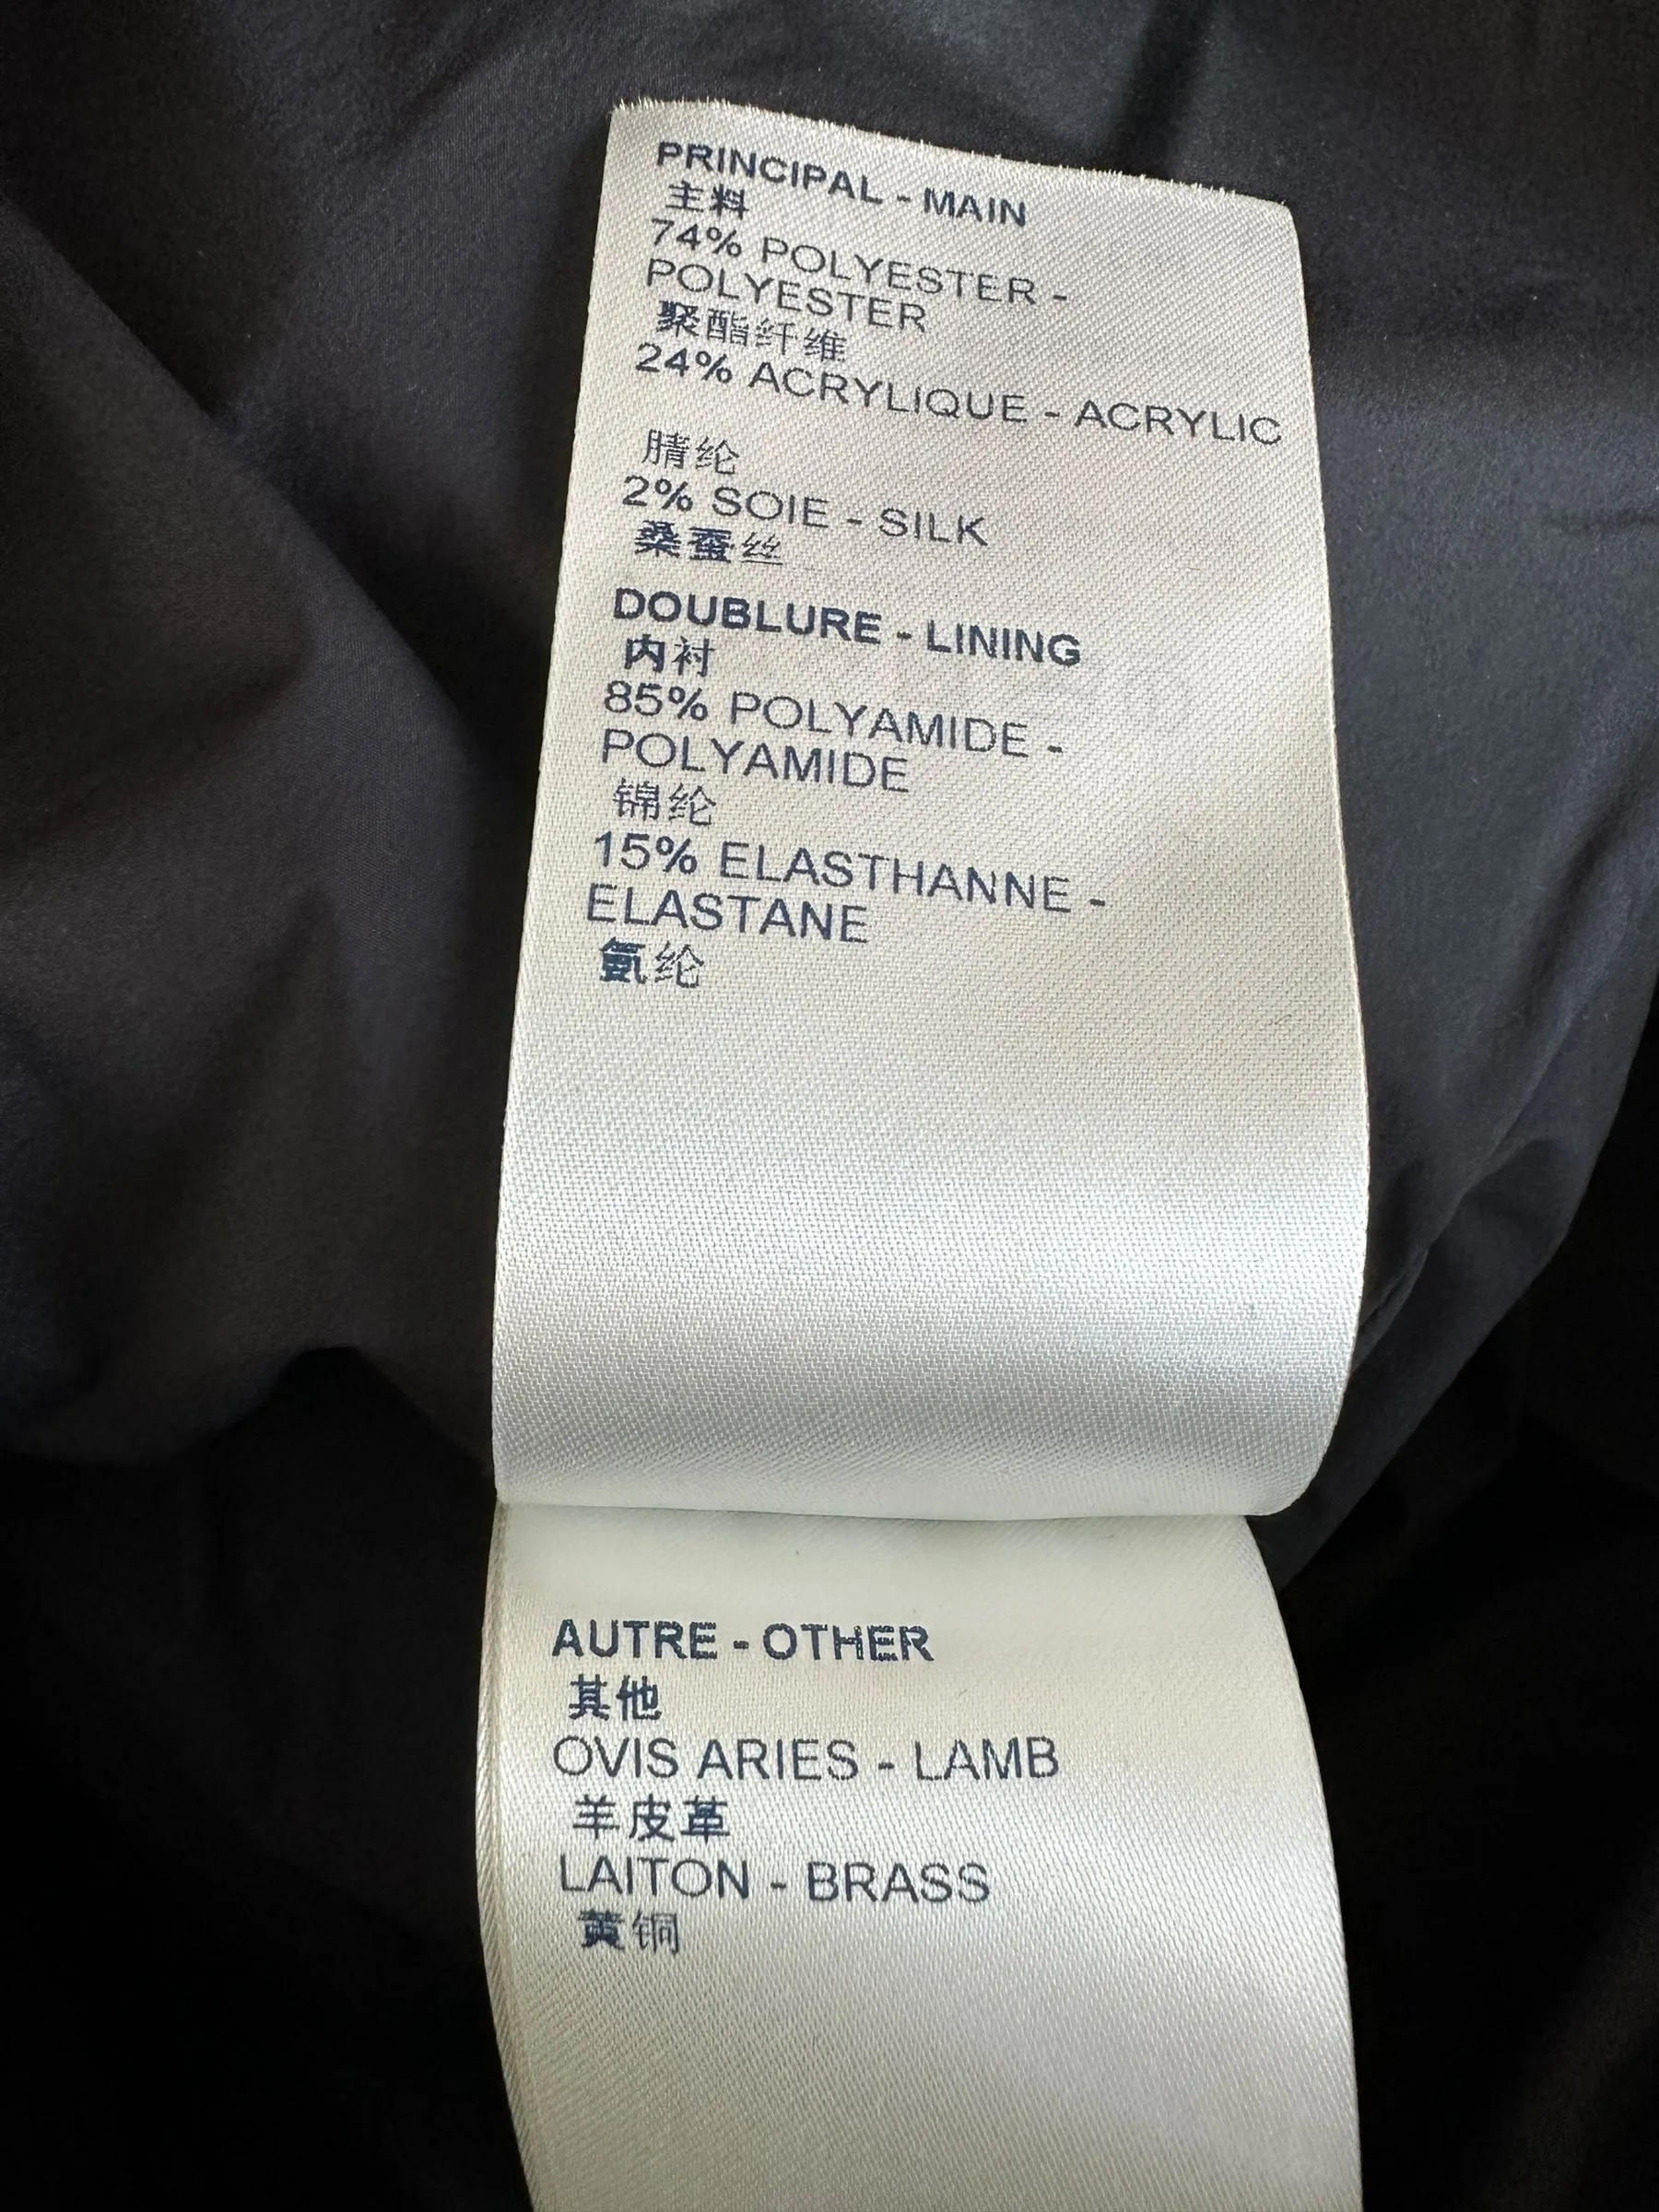 PRINCIPAL - MAIN
主料
74% POLYESTER -
POLYESTER
聚酯纤维
24% ACRYLIQUE - ACRYLIC
腈纶
2% SOIE - SILK
桑蚕丝
DOUBLURE - LINING
内衬
85% POLYAMIDE -
POLYAMIDE
锦纶
15% ELASTHANNE -
ELASTANE
氨纶
AUTRE - OTHER
其他
OVIS ARIES - LAMB
羊皮革
LAITON - BRASS
黄铜